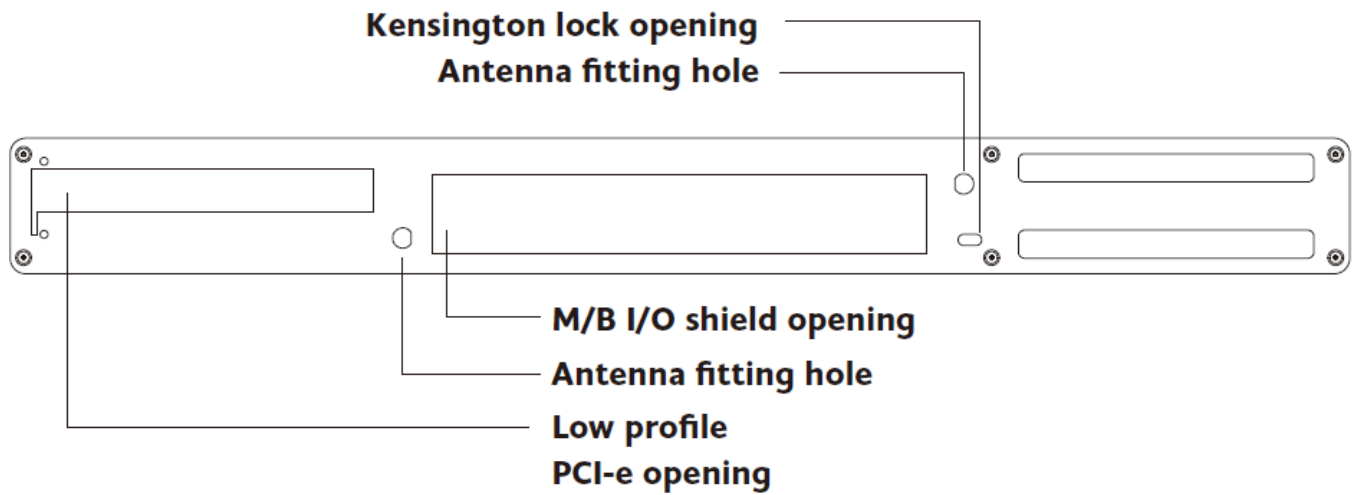 Kensington lock opening
Antenna fitting hole
M/B I/O shield opening
Antenna fitting hole
Low profile
PCI-e opening